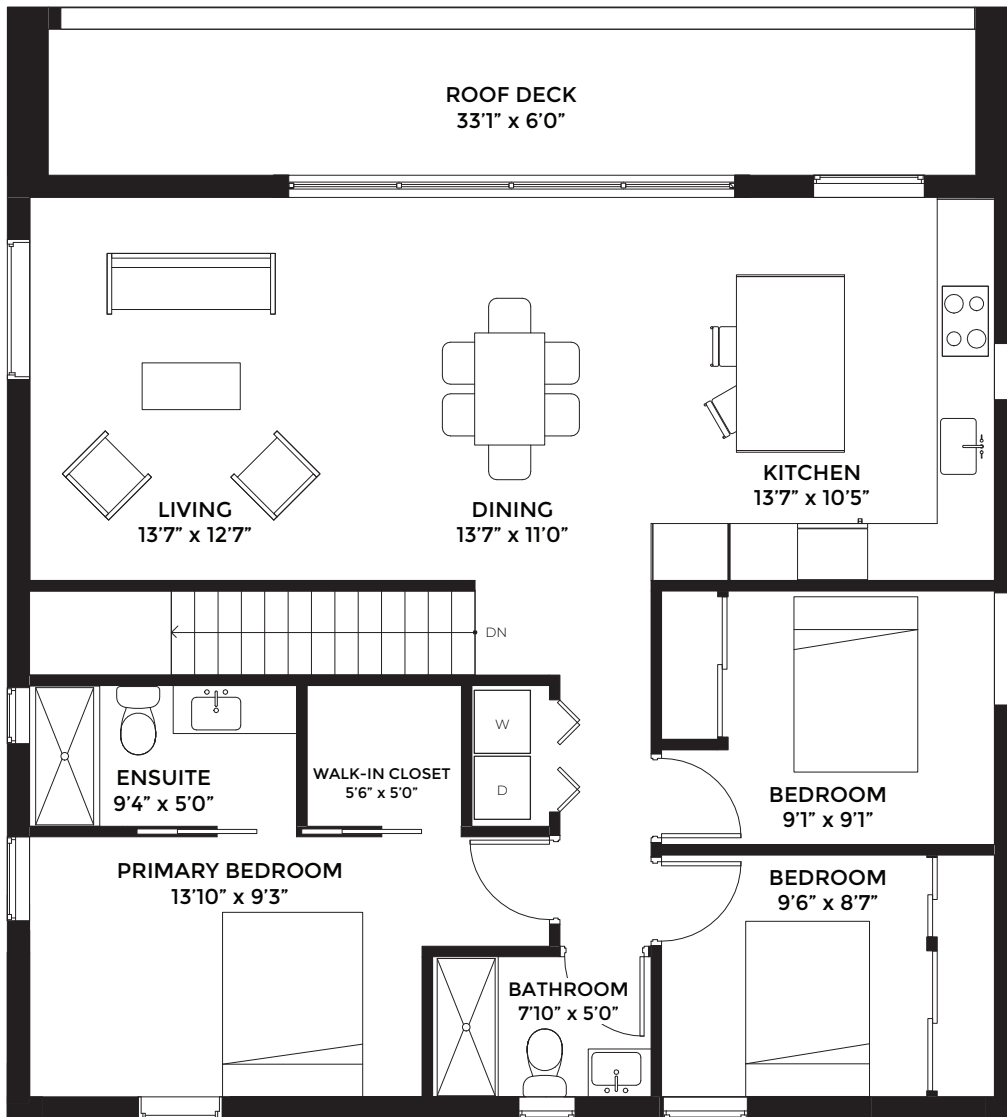 ROOF DECK
33'1" x 6'0"
LIVING
13'7" x 12'7"
DINING
13'7" x 11'0"
KITCHEN
13'7" x 10'5"
DN
W
D
ENSUITE
9'4" x 5'0"
WALK-IN CLOSET
5'6" x 5'0"
BEDROOM
9'1" x 9'1"
PRIMARY BEDROOM
13'10" x 9'3"
BEDROOM
9'6" x 8'7"
BATHROOM
7'10" x 5'0"